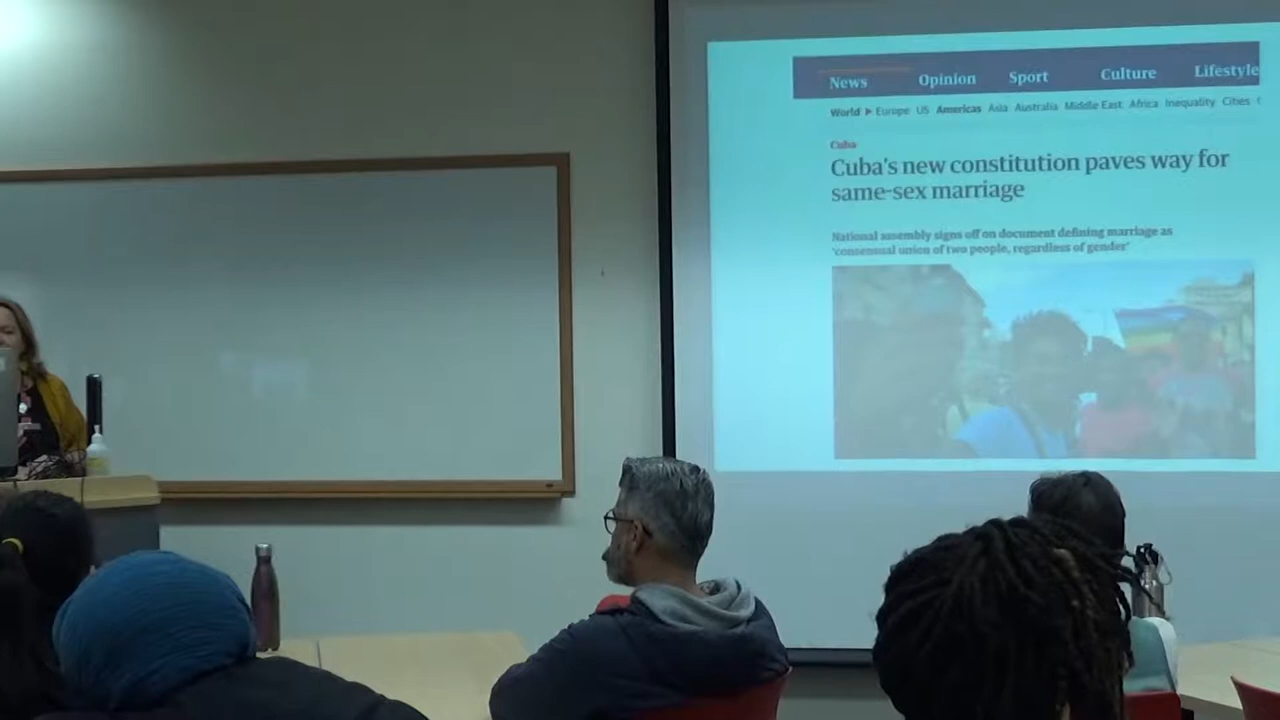 News Opinion Sport Culture Lifestyle
World ▶ Europe US Americas Asia Australia Middle East Africa Inequality Cities
Cuba
Cuba's new constitution paves way for
same-sex marriage
National assembly signs off on document defining marriage as
'consensual union of two people, regardless of gender'